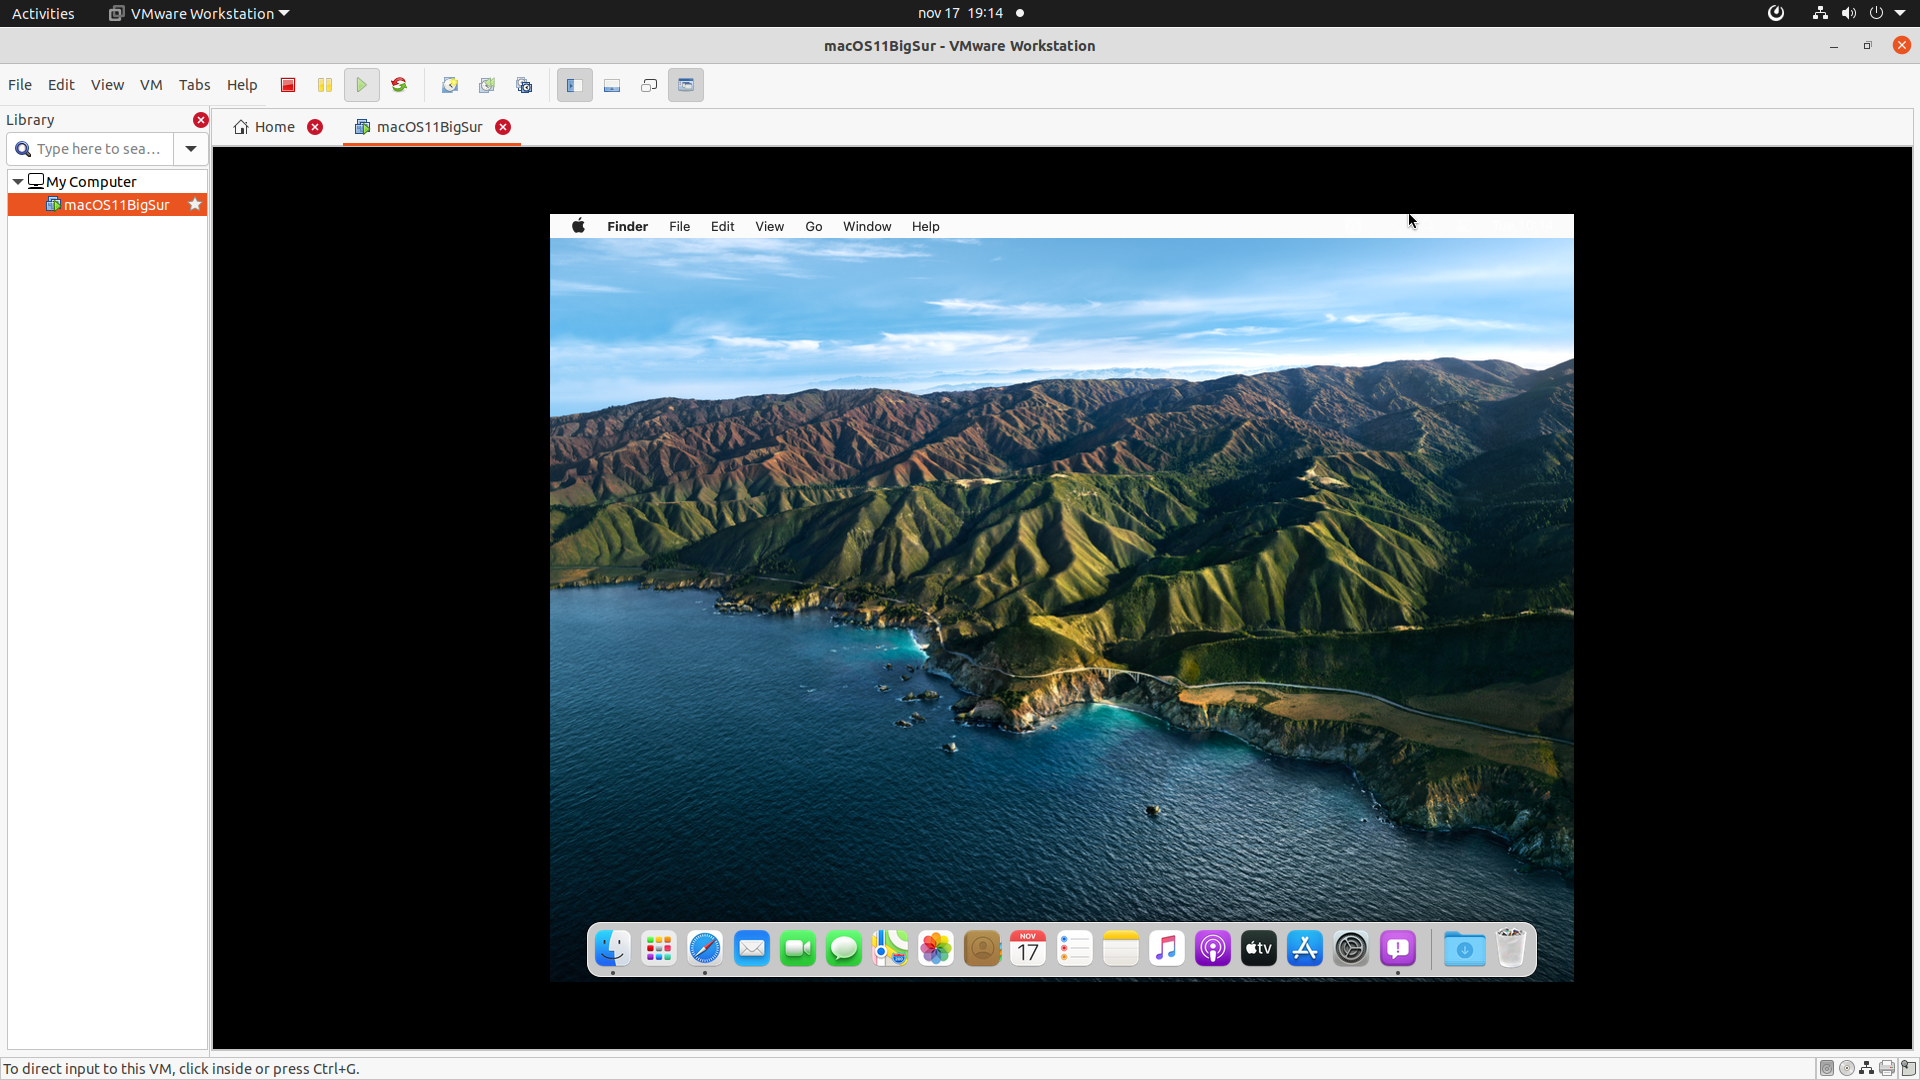 Activities VMware Workstation nov 17 19:14
macOS11BigSur - VMware Workstation
File Edit View VM Tabs Help
Library
Home macOS11BigSur
Type here to sea...
My Computer
macOS11BigSur
Finder File Edit View Go Window Help
NOV
17
tv
To direct input to this VM, click inside or press Ctrl+G.